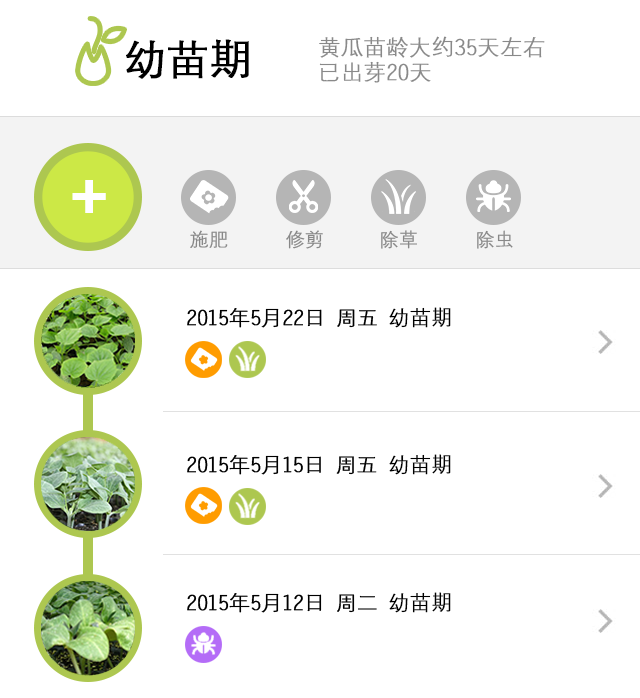 幼苗期
黄瓜苗龄大约35天左右
已出芽20天
施肥 修剪 除草 除虫
2015年5月22日 周五 幼苗期
2015年5月15日 周五 幼苗期
2015年5月12日 周二 幼苗期